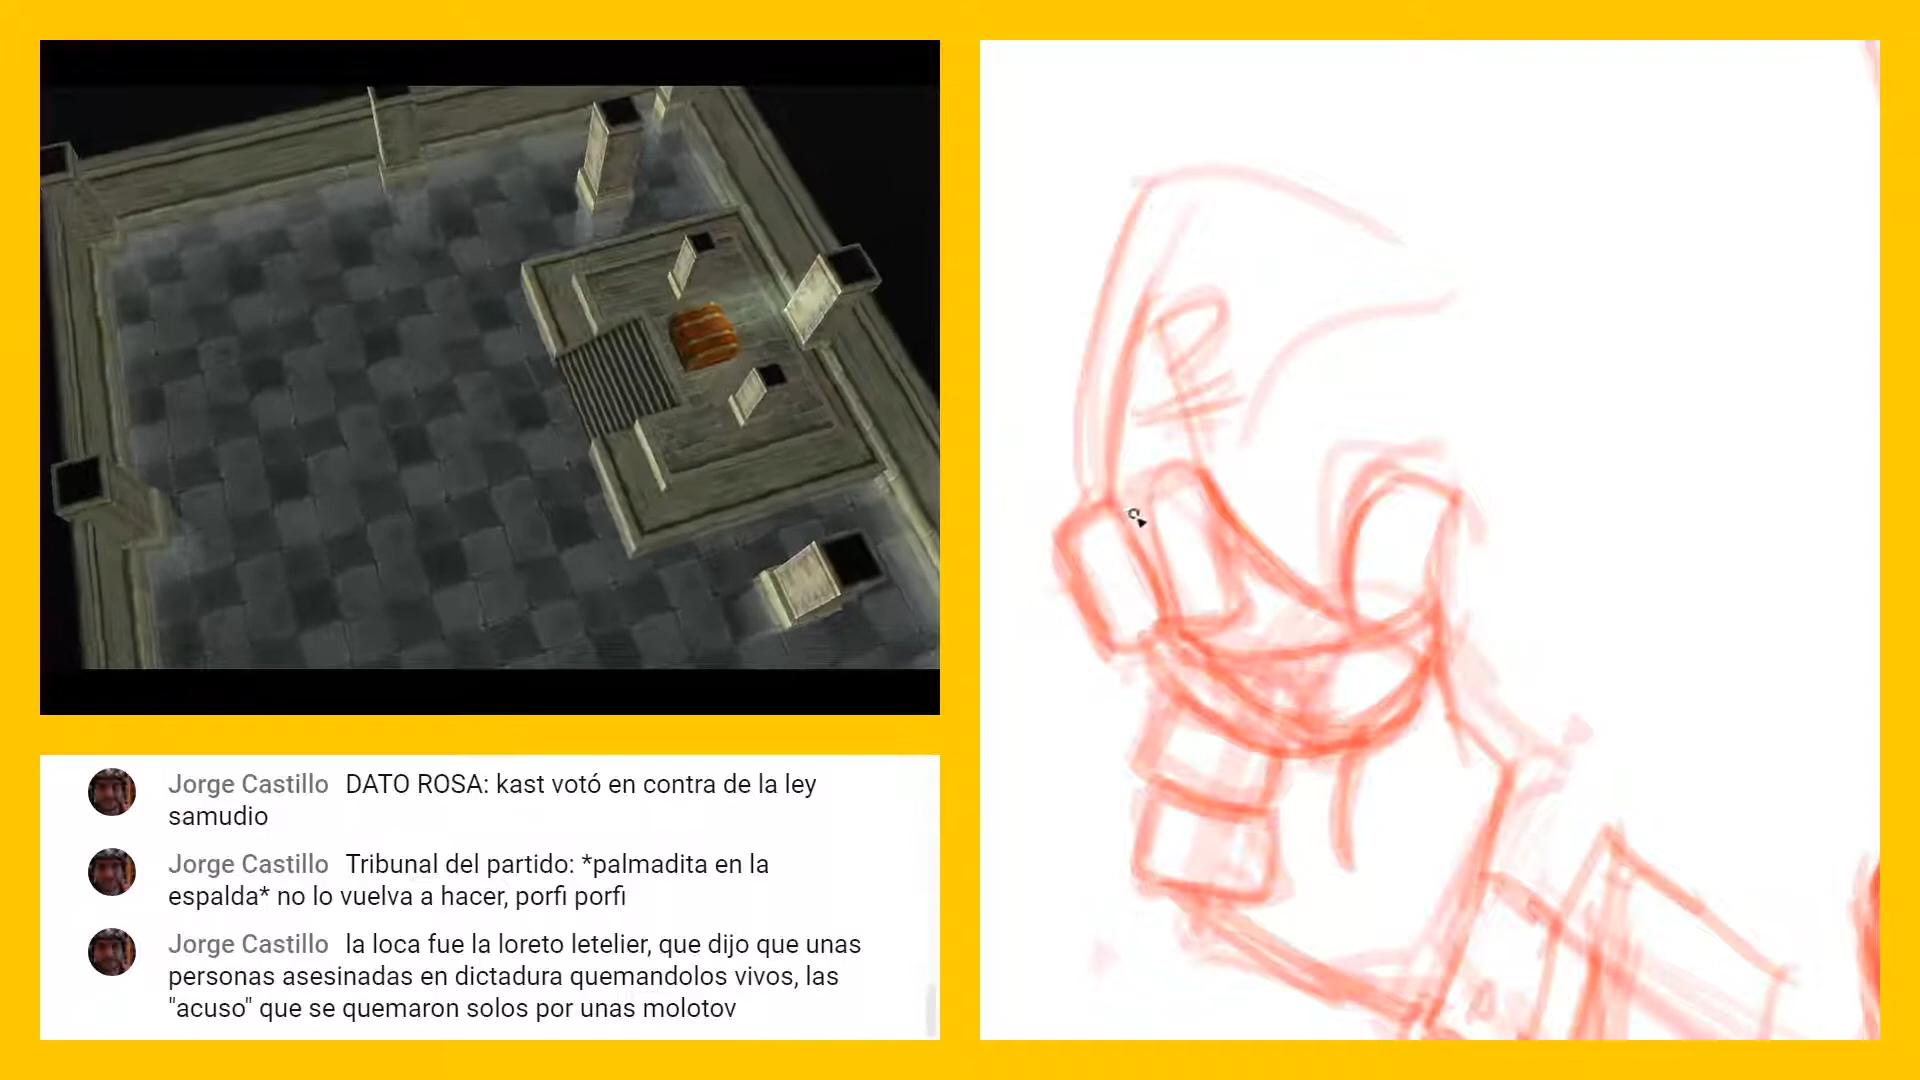 Jorge Castillo DATO ROSA: kast votó en contra de la ley
samudio
Jorge Castillo Tribunal del partido: *palmadita en la
espalda* no lo vuelva a hacer, porfi porfi
Jorge Castillo la loca fue la loreto letelier, que dijo que unas
personas asesinadas en dictadura quemandolos vivos, las
"acuso" que se quemaron solos por unas molotov